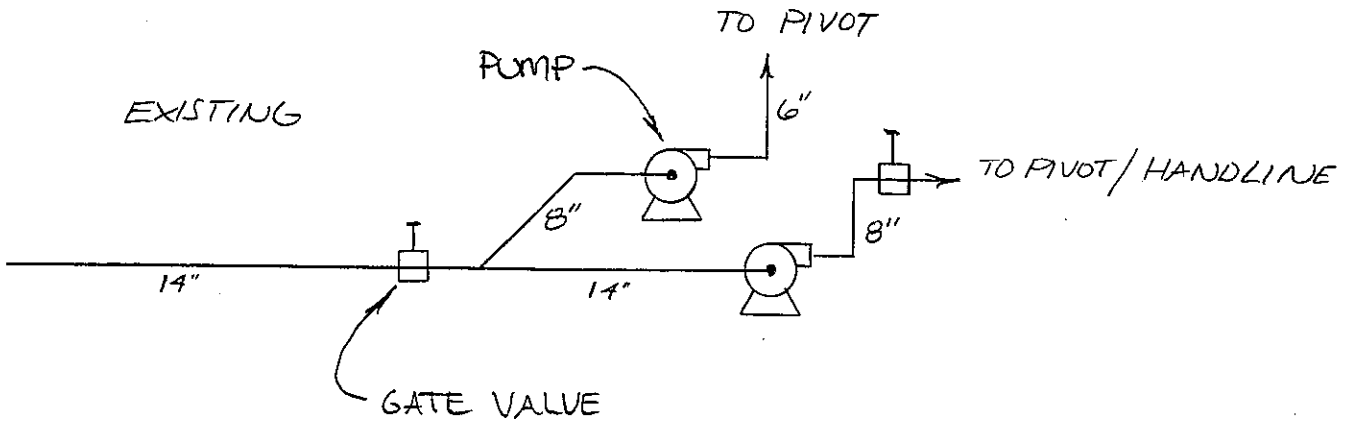 TO PIVOT
PUMP
6"
EXISTING
TO PIVOT/HANDLINE
8"
8"
14"
14"
GATE VALUE